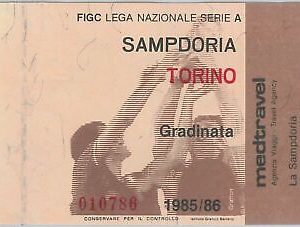 FIGC LEGA NAZIONALE SERIE A
SAMPDORIA
TORINO
Gradinata
010786
1985/86
CONSERVARE PER IL CONTROLLO
medtravel
Agenzia Viaggi Travel Agency
La Sampdoria